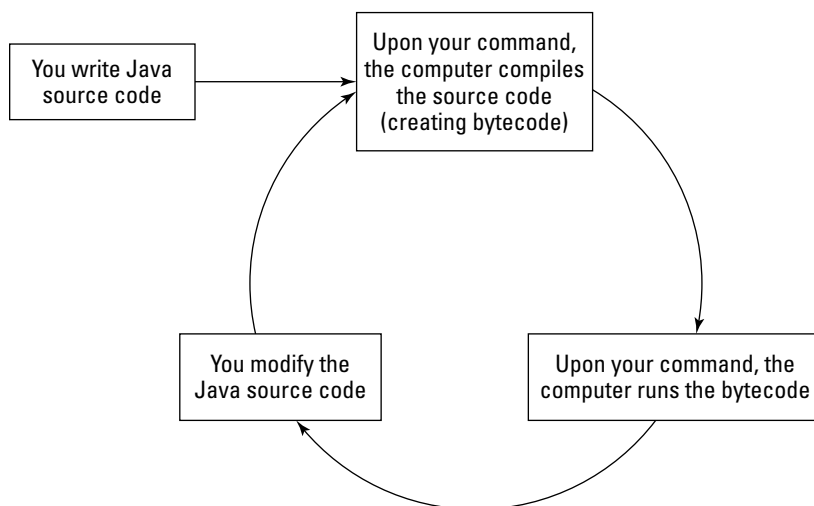 You write Java
source code
Upon your command,
the computer compiles
the source code
(creating bytecode)
You modify the
Java source code
Upon your command, the
computer runs the bytecode